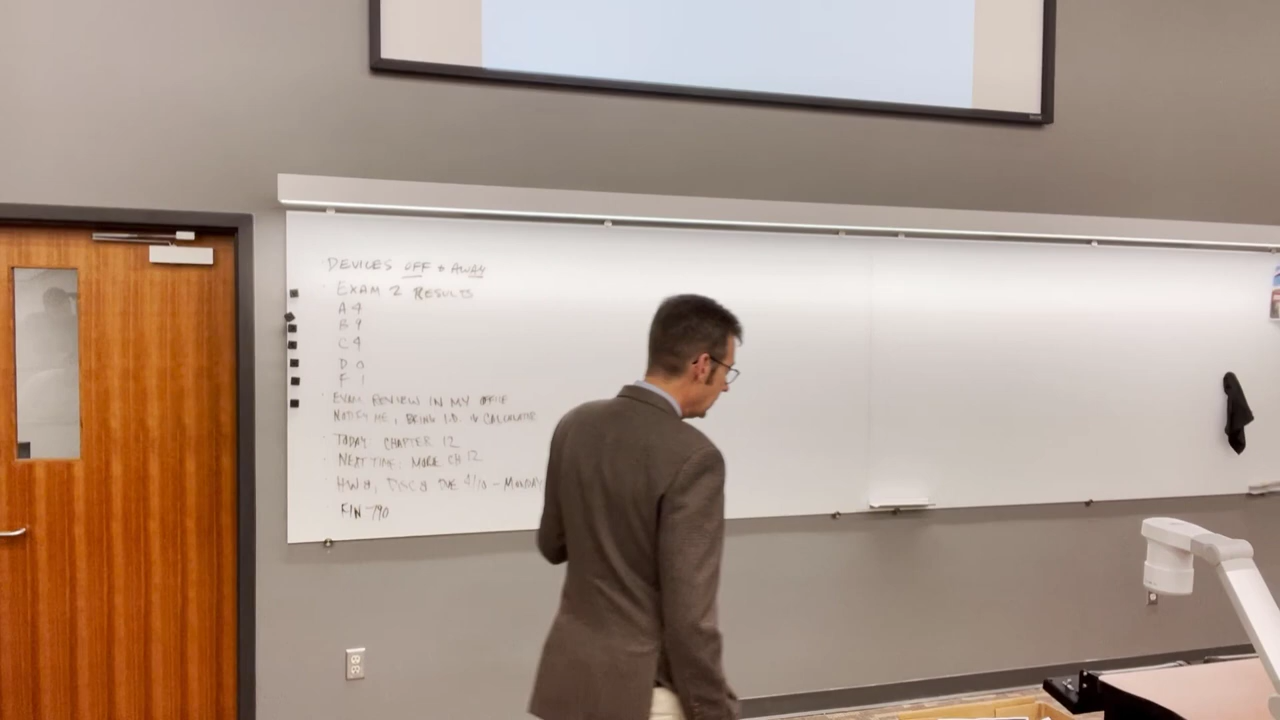 · DEVICES OFF & AWAY
· EXAM 2 RESULTS
A 4
B 9
C 4
D 0
F 1
· EXAM REVIEW IN MY OFFICE
NOTIFY ME, BRING I.D. & CALCULATOR
· TODAY: CHAPTER 12
· NEXT TIME: MORE CH 12
· HW 8, DISC 8 DUE 4/10 - MONDAY
FIN 790